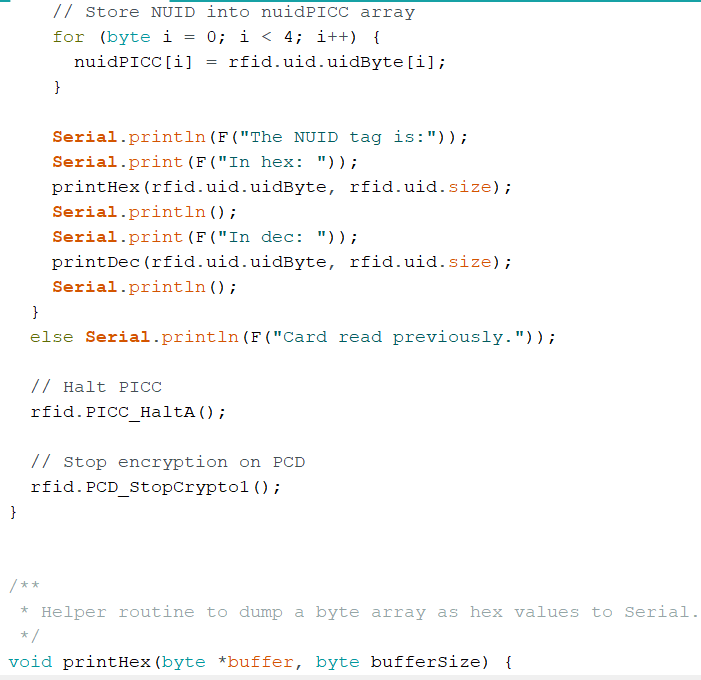 // Store NUID into nuidPICC array
for (byte i = 0; i < 4; i++) {
nuidPICC[i] = rfid.uid.uidByte[i];
}
Serial.println(F("The NUID tag is:"));
Serial.print(F("In hex: "));
printHex(rfid.uid.uidByte, rfid.uid.size);
Serial.println();
Serial.print(F("In dec: "));
printDec(rfid.uid.uidByte, rfid.uid.size);
Serial.println();
}
else Serial.println(F("Card read previously."));
// Halt PICC
rfid.PICC_HaltA();
// Stop encryption on PCD
rfid.PCD_StopCrypto1();
}
/**
* Helper routine to dump a byte array as hex values to Serial.
*/
void printHex(byte *buffer, byte bufferSize) {